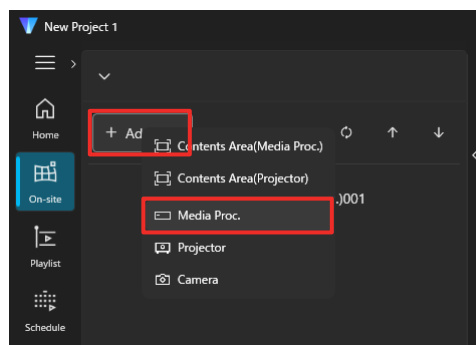 New Project 1
Home
+ Ad
Contents Area(Media Proc.)
Contents Area(Projector)
On-site
Media Proc.
.)001
Projector
Playlist
Camera
Schedule